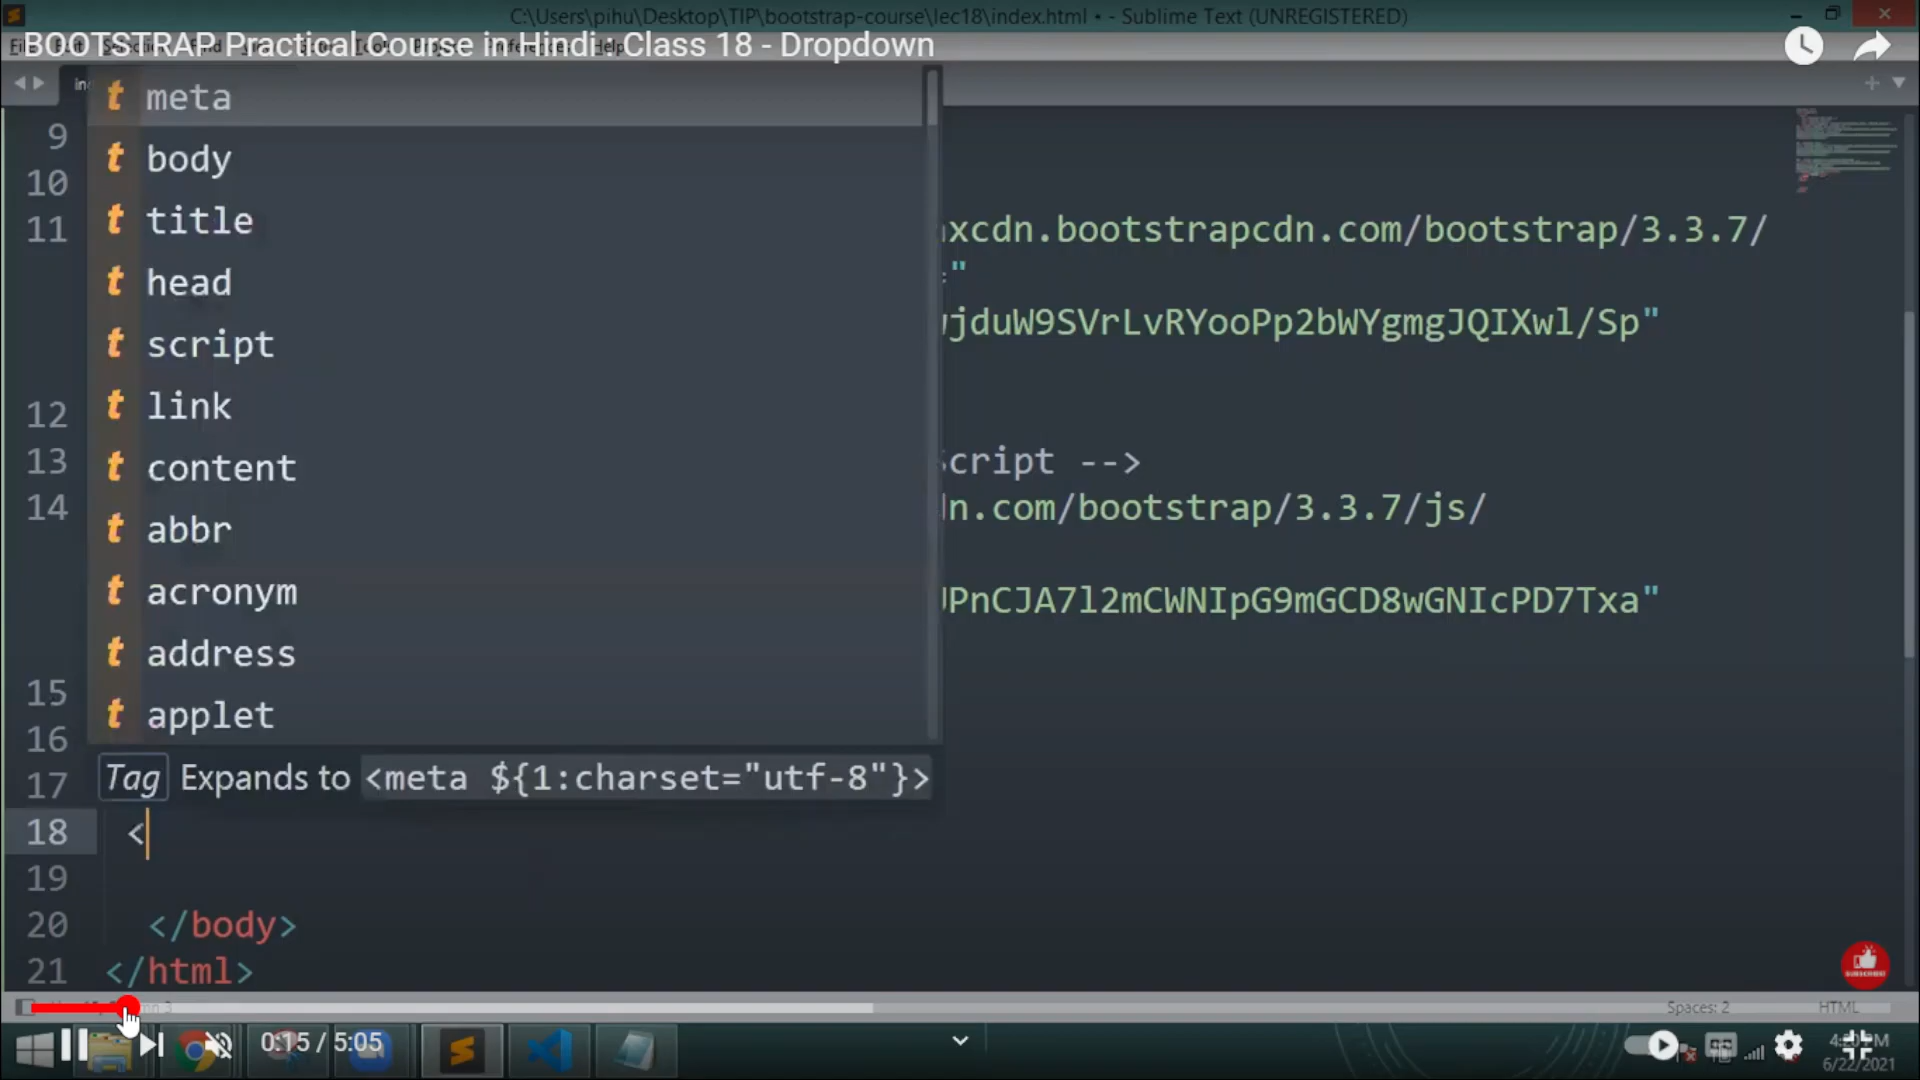 C:\Users\pihu\Desktop\TIP\bootstrap-course\lec18\index.html • - Sublime Text (UNREGISTERED)
BOOTSTRAP Practical Course in Hindi : Class 18 - Dropdown
meta
9
body
10
title
11
xcdn.bootstrapcdn.com/bootstrap/3.3.7/
="
head
jduW9SVrLvRYooPp2bWYgmgJQIXwl/Sp"
script
link
12
content
13
cript -->
14
n.com/bootstrap/3.3.7/js/
abbr
acronym
PnCJA7l2mCWNIpG9mGCD8wGNIcPD7Txa"
address
15
applet
16
17
Tag Expands to <meta ${1:charset="utf-8"}>
18 <
19
20 </body>
21 </html>
SUBSCRIBE
Spaces: 2 HTML
0:15 / 5:05
6/22/2021